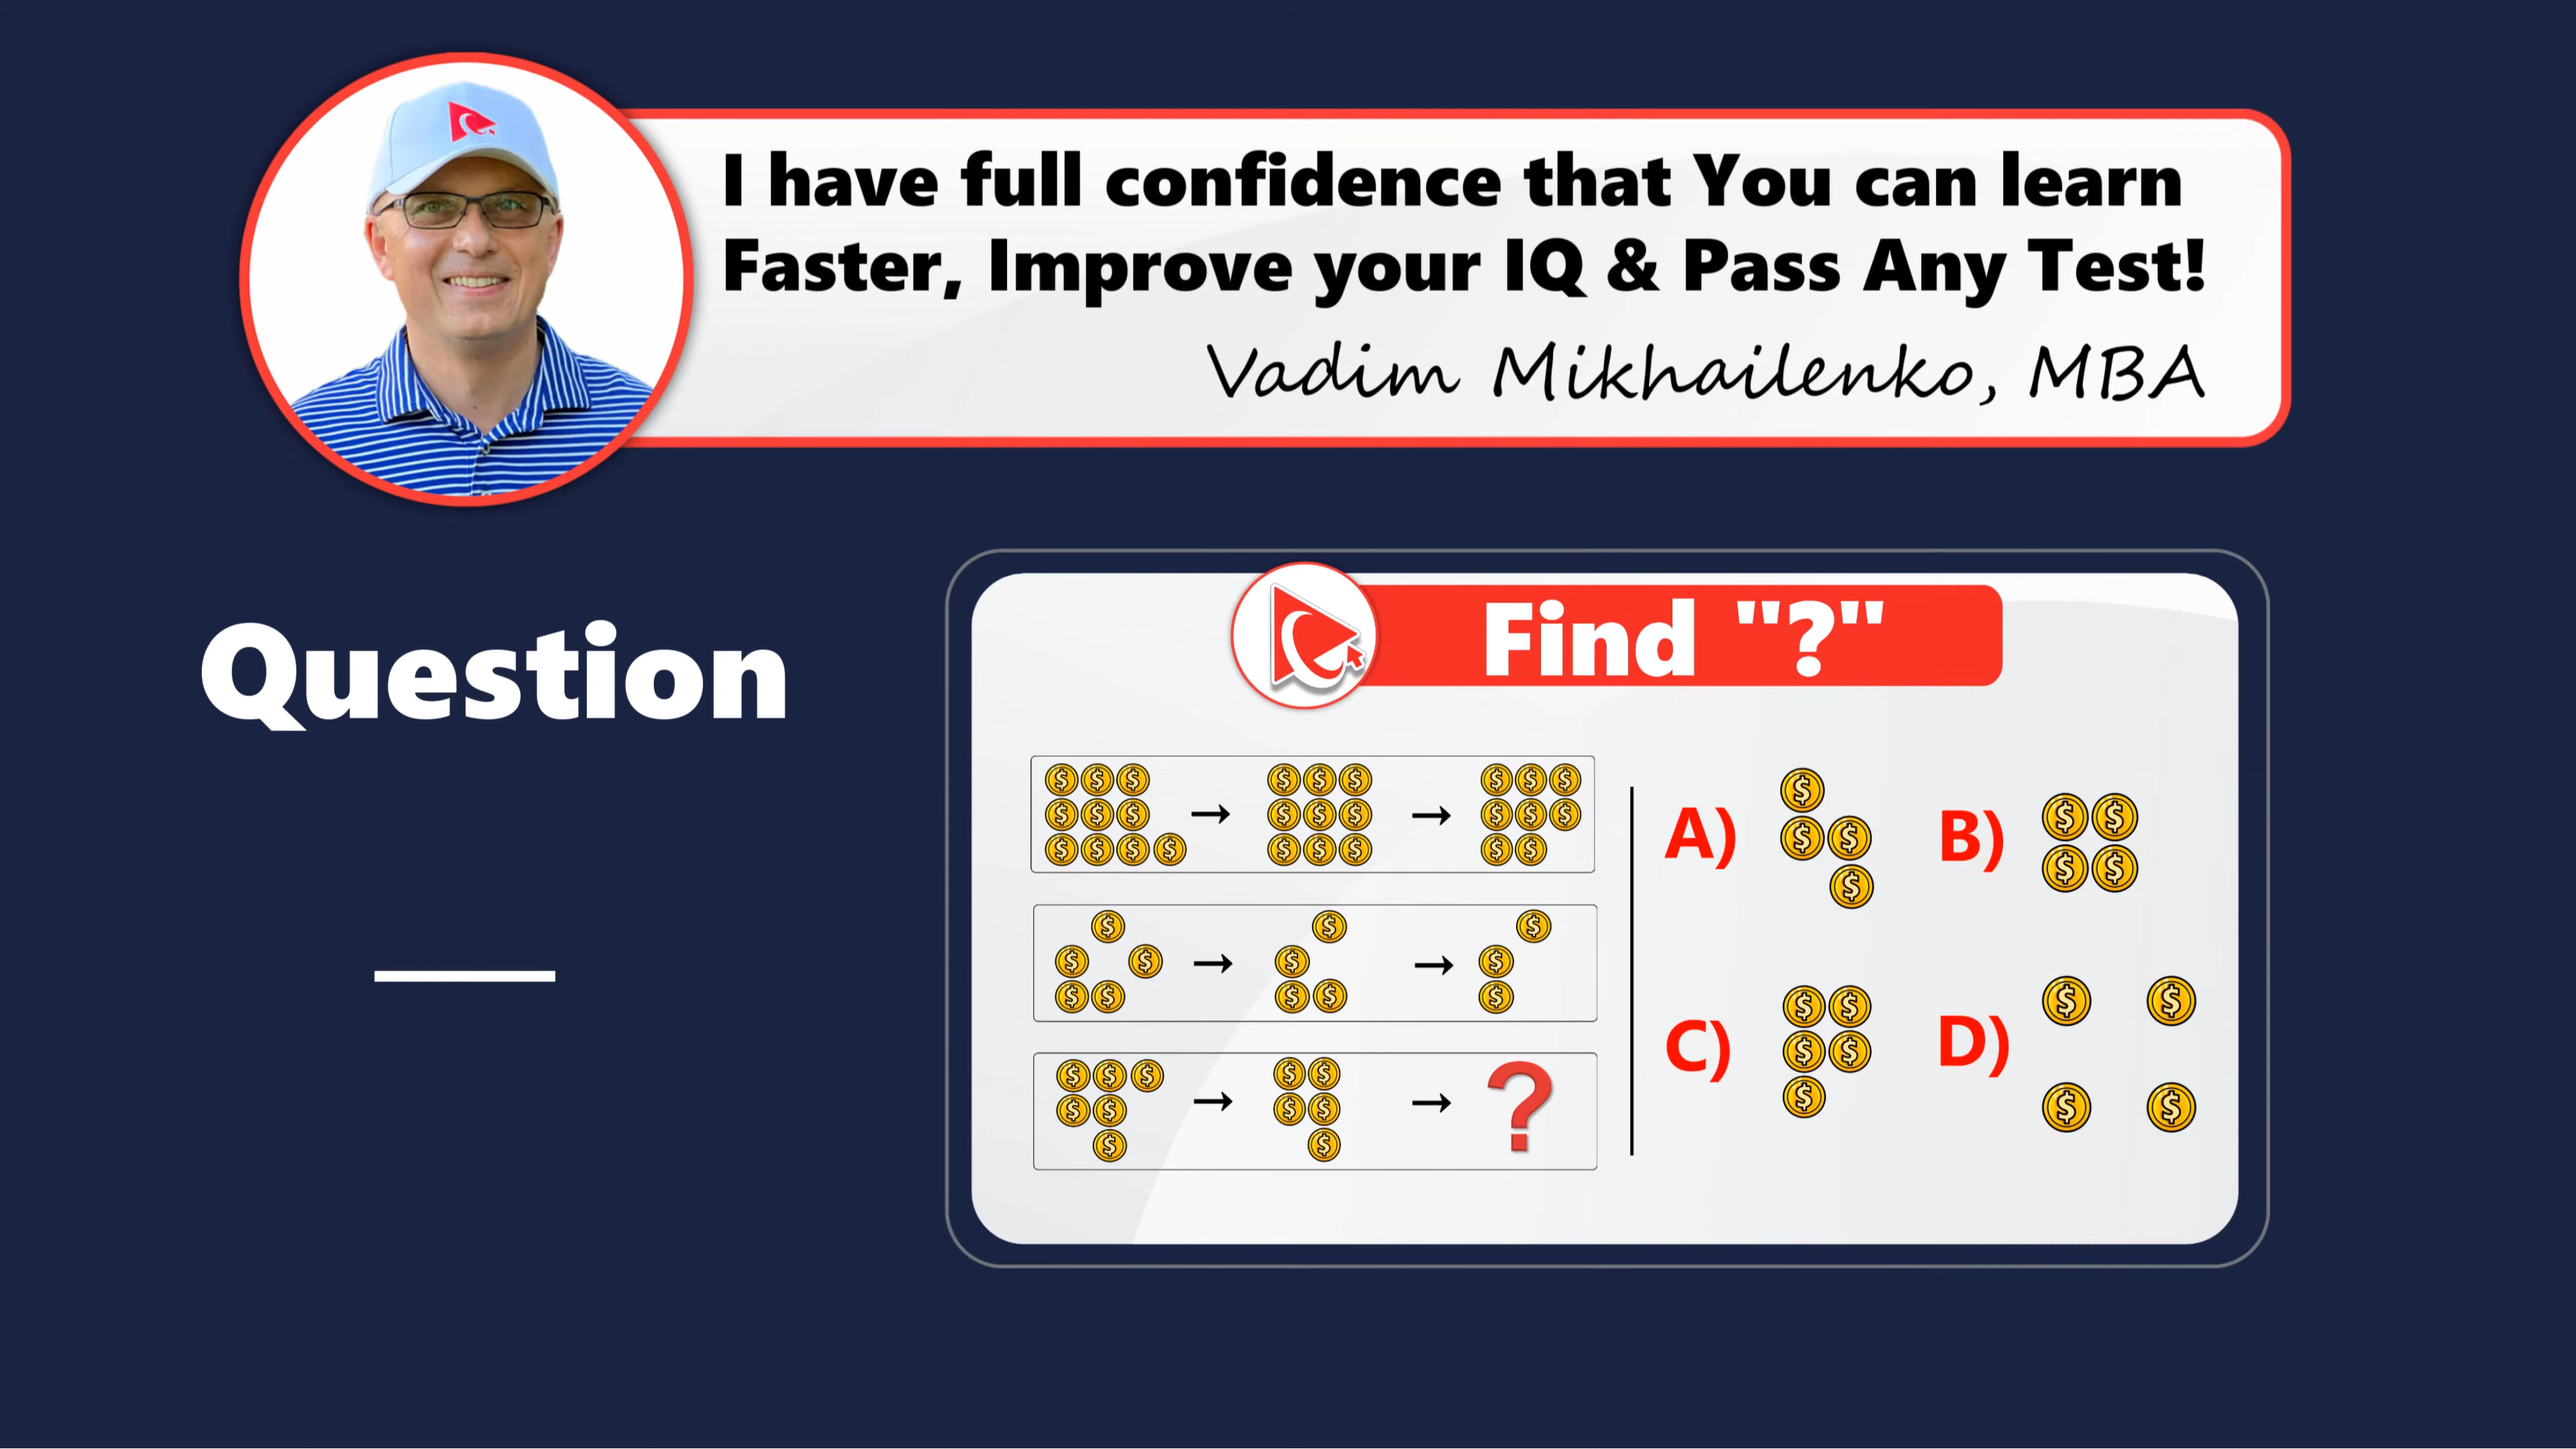 I have full confidence that You can learn
Faster, Improve your IQ & Pass Any Test!
Vadim Mikhailenko, MBA
Question
Find "?"
A)
B)
?
C)
D)